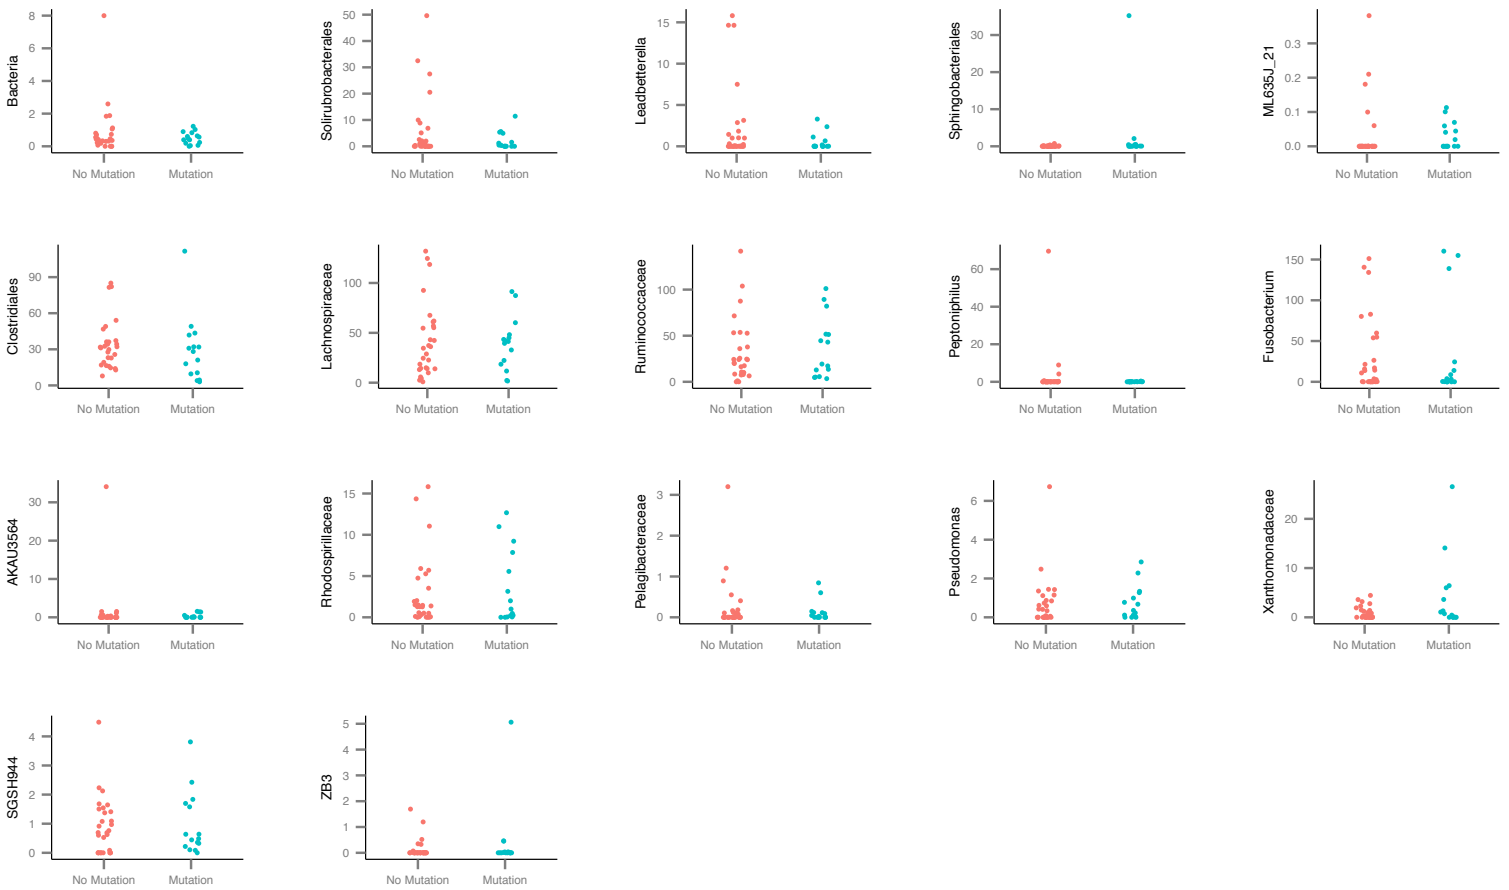 Bacteria
8
6
4
2
0
No Mutation Mutation
Solirubrobacterales
50
40
30
20
10
0
No Mutation Mutation
Leadbetterella
15
10
5
0
No Mutation Mutation
Sphingobacteriales
30
20
10
0
No Mutation Mutation
ML635J_21
0.3
0.2
0.1
0.0
No Mutation Mutation
Clostridiales
90
60
30
0
No Mutation Mutation
Lachnospiraceae
100
50
0
No Mutation Mutation
Ruminococcaceae
100
50
0
No Mutation Mutation
Peptoniphilus
60
40
20
0
No Mutation Mutation
Fusobacterium
150
100
50
0
No Mutation Mutation
AKAU3564
30
20
10
0
No Mutation Mutation
Rhodospirillaceae
15
10
5
0
No Mutation Mutation
Pelagibacteraceae
3
2
1
0
No Mutation Mutation
Pseudomonas
6
4
2
0
No Mutation Mutation
Xanthomonadaceae
20
10
0
No Mutation Mutation
SGSH944
4
3
2
1
0
No Mutation Mutation
ZB3
5
4
3
2
1
0
No Mutation Mutation